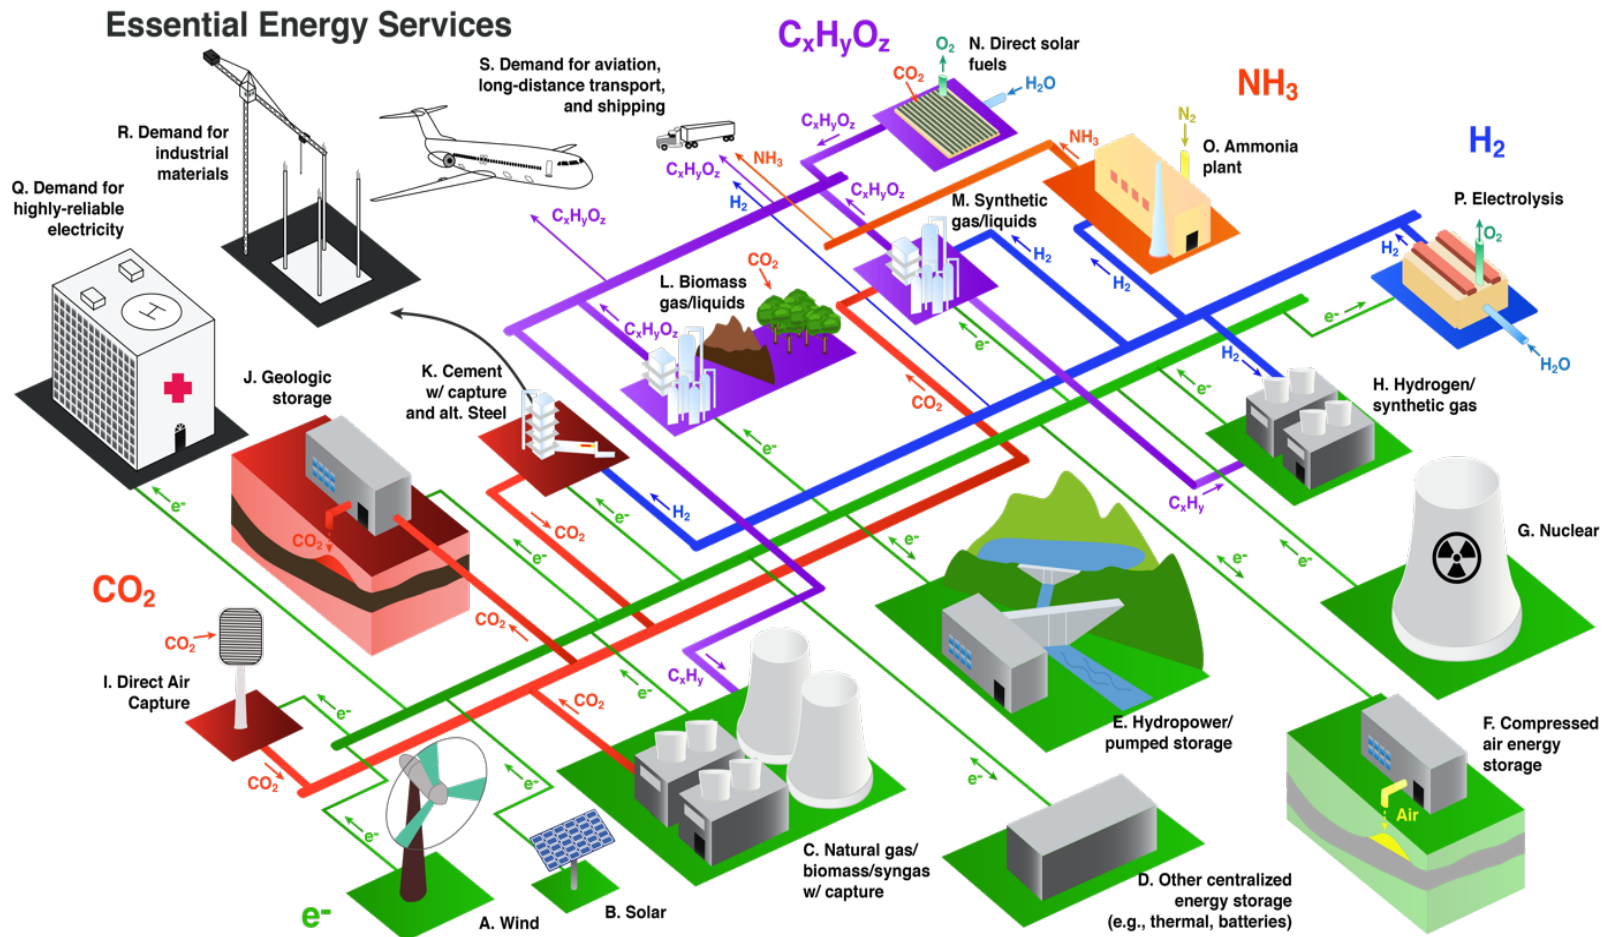 Essential Energy Services
CxHyOz
NH3
H2
CO2
e-
S. Demand for aviation,
long-distance transport,
and shipping
R. Demand for
industrial
materials
Q. Demand for
highly-reliable
electricity
N. Direct solar
fuels
O2
CO2
H2O
CxHyOz
N2
O. Ammonia
plant
NH3
NH3
CxHyOz
H2
CxHyOz
M. Synthetic
gas/liquids
CxHyOz
H2
H2
P. Electrolysis
O2
H2
H2O
e-
CO2
L. Biomass
gas/liquids
CxHyOz
e-
H2
e-
H. Hydrogen/
synthetic gas
CxHy
J. Geologic
storage
CO2
K. Cement
w/ capture
and alt. Steel
CO2
e-
e-
e-
H2
CO2
e-
e-
e-
e-
G. Nuclear
CO2
CO2
I. Direct Air
Capture
CO2
e-
e-
e-
e-
CO2
CxHy
E. Hydropower/
pumped storage
e-
F. Compressed
air energy
storage
Air
A. Wind
B. Solar
C. Natural gas/
biomass/syngas
w/ capture
D. Other centralized
energy storage
(e.g., thermal, batteries)
H